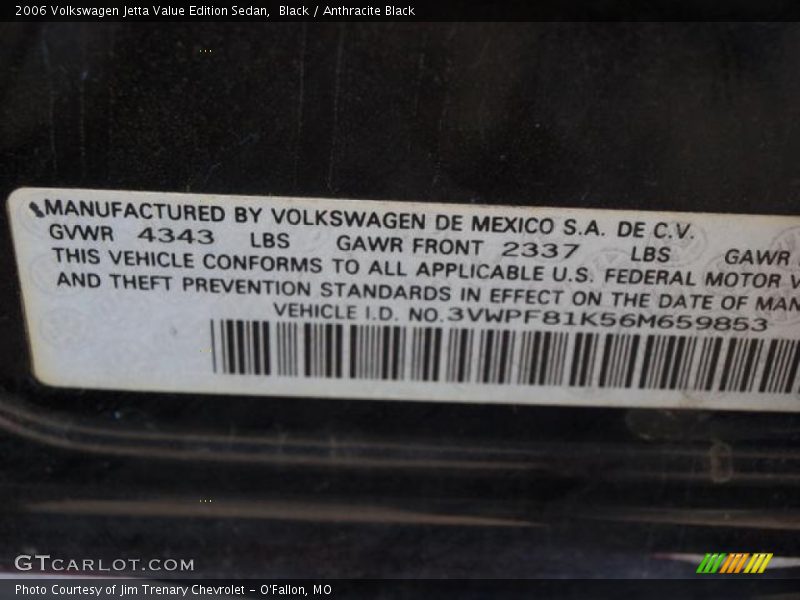 2006 Volkswagen Jetta Value Edition Sedan,  Black / Anthracite Black
MANUFACTURED BY VOLKSWAGEN DE MEXICO S.A. DE C.V.
GVWR 4343 LBS GAWR FRONT 2337 LBS GAWR
THIS VEHICLE CONFORMS TO ALL APPLICABLE U.S. FEDERAL MOTOR V
AND THEFT PREVENTION STANDARDS IN EFFECT ON THE DATE OF MAN
VEHICLE I.D. NO.3VWPF81K56M659853
GTCARLOT.COM
Photo Courtesy of Jim Trenary Chevrolet - O'Fallon, MO